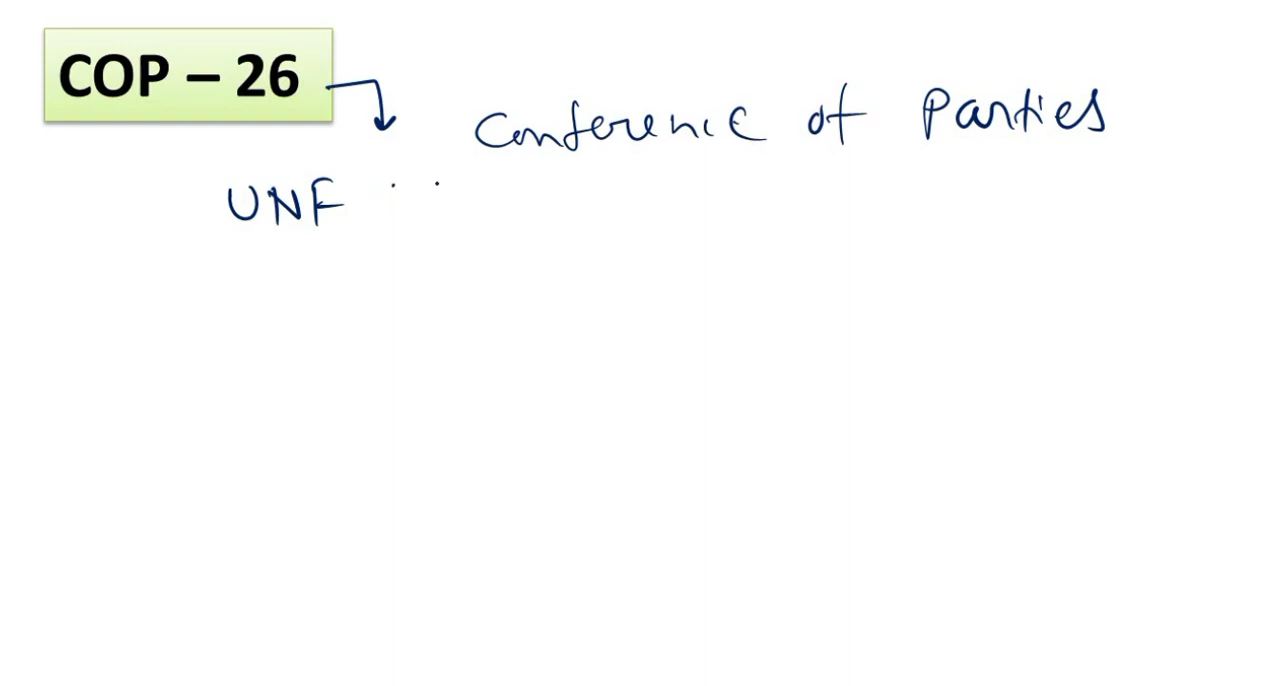 COP – 26
Conference of Parties
UNF